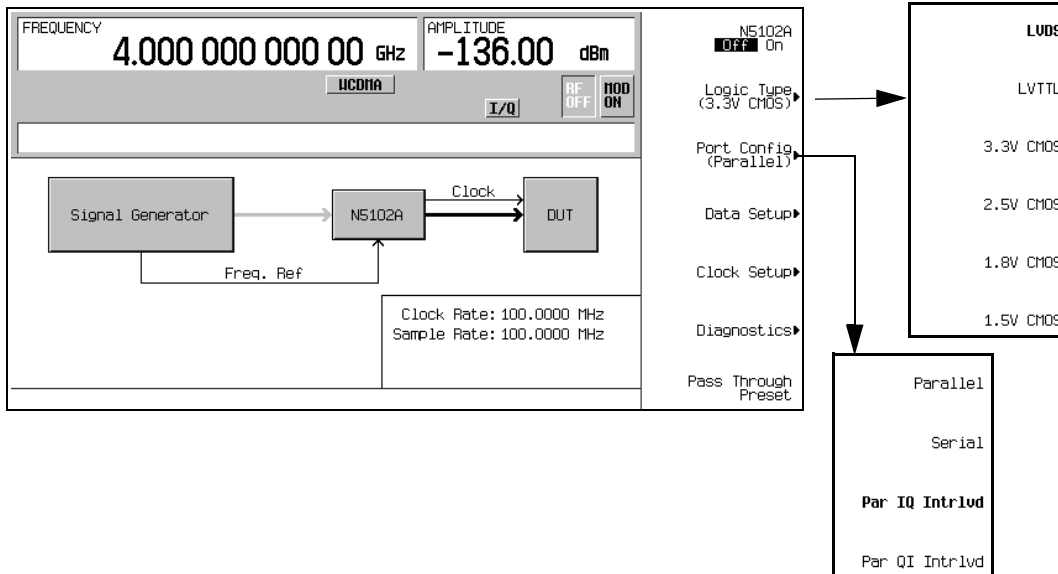 FREQUENCY
4.000 000 000 00 GHz
AMPLITUDE
-136.00 dBm
WCDMA
I/Q
RF OFF
MOD ON
Signal Generator
N5102A
Clock
DUT
Freq. Ref
Clock Rate: 100.0000 MHz
Sample Rate: 100.0000 MHz
N5102A
Off On
Logic Type
(3.3V CMOS)
Port Config
(Parallel)
Data Setup
Clock Setup
Diagnostics
Pass Through
Preset
LVDS
LVTTL
3.3V CMOS
2.5V CMOS
1.8V CMOS
1.5V CMOS
Parallel
Serial
Par IQ Intrlvd
Par QI Intrlvd